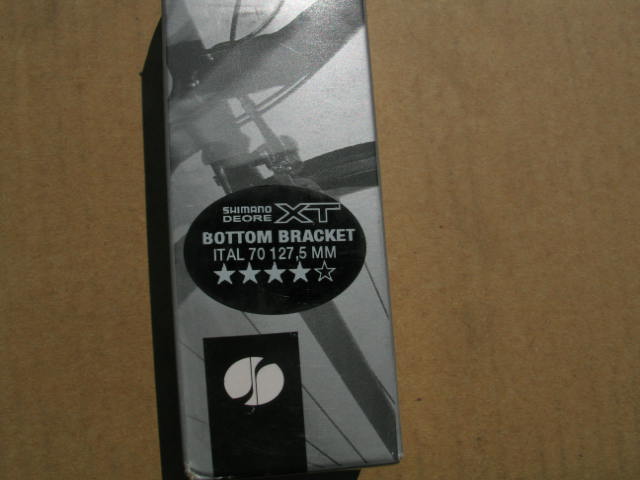 SHIMANO
DEORE XT
BOTTOM BRACKET
ITAL 70 127,5 MM